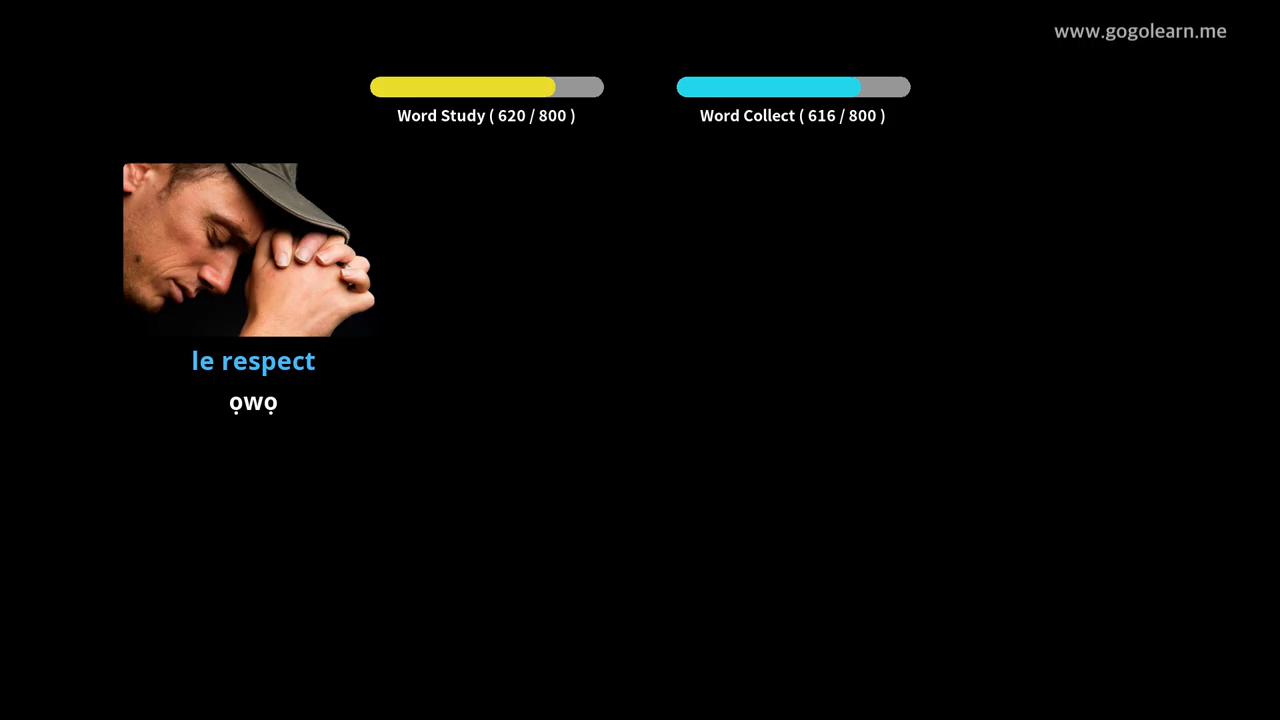 www.gogolearn.me
Word Study ( 620 / 800 )
Word Collect ( 616 / 800 )
le respect
ọwọ